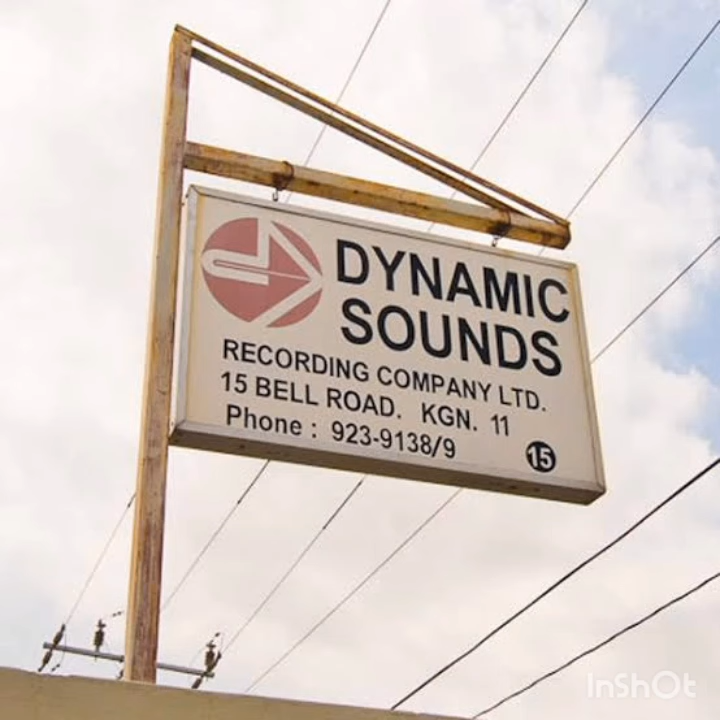 DYNAMIC
SOUNDS
RECORDING COMPANY LTD.
15 BELL ROAD. KGN. 11
Phone : 923-9138/9
15
InShOt